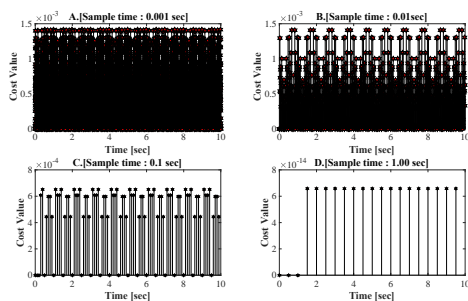 A.[Sample time : 0.001 sec]
B.[Sample time : 0.01sec]
×10-3
×10-3
Cost Value
Cost Value
1.5
1
0.5
0
1.5
1
0.5
0
0 2 4 6 8 10
0 2 4 6 8 10
Time [sec]
Time [sec]
C.[Sample time : 0.1 sec]
D.[Sample time : 1.00 sec]
×10-4
×10-14
Cost Value
Cost Value
8
6
4
2
0
8
6
4
2
0
0 2 4 6 8 10
0 2 4 6 8 10
Time [sec]
Time [sec]